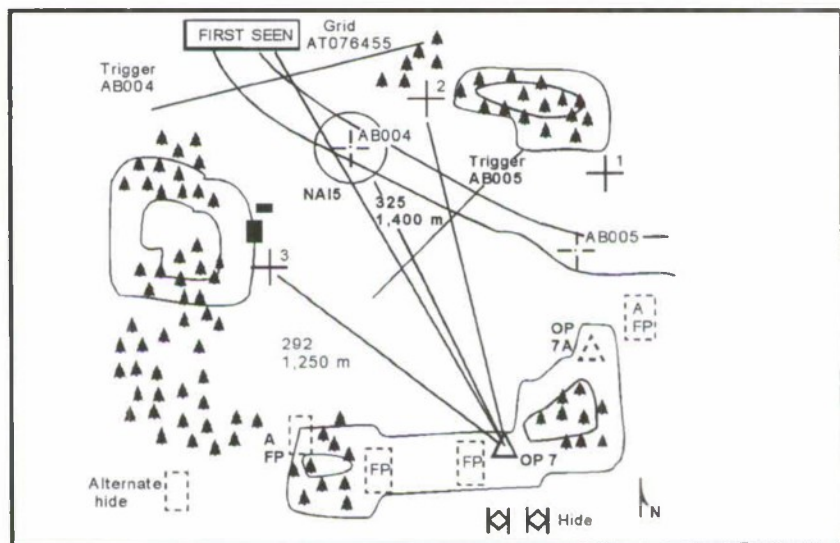 FIRST SEEN
Grid
AT076455
Trigger
AB004
2
AB004
1
NAI5
Trigger
AB005
325
1,400 m
AB005
3
A
FP
OP
7A
292
1,250 m
A
FP
FP
FP
OP 7
Alternate
hide
Hide
N